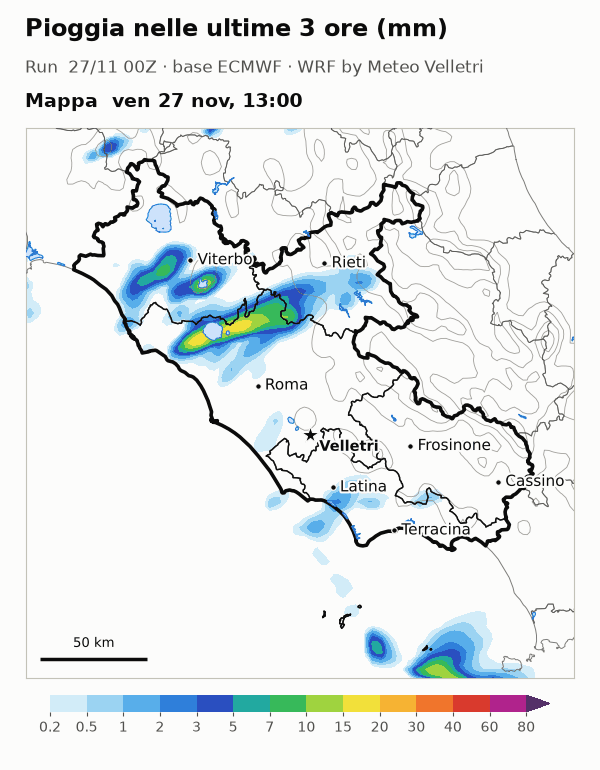 Pioggia nelle ultime 3 ore (mm)
Run  27/11 00Z · base ECMWF · WRF by Meteo Velletri
Mappa  ven 27 nov, 13:00
Viterbo
Rieti
Roma
Velletri
Frosinone
Latina
Cassino
Terracina
50 km
0.2 0.5 1 2 3 5 7 10 15 20 30 40 60 80